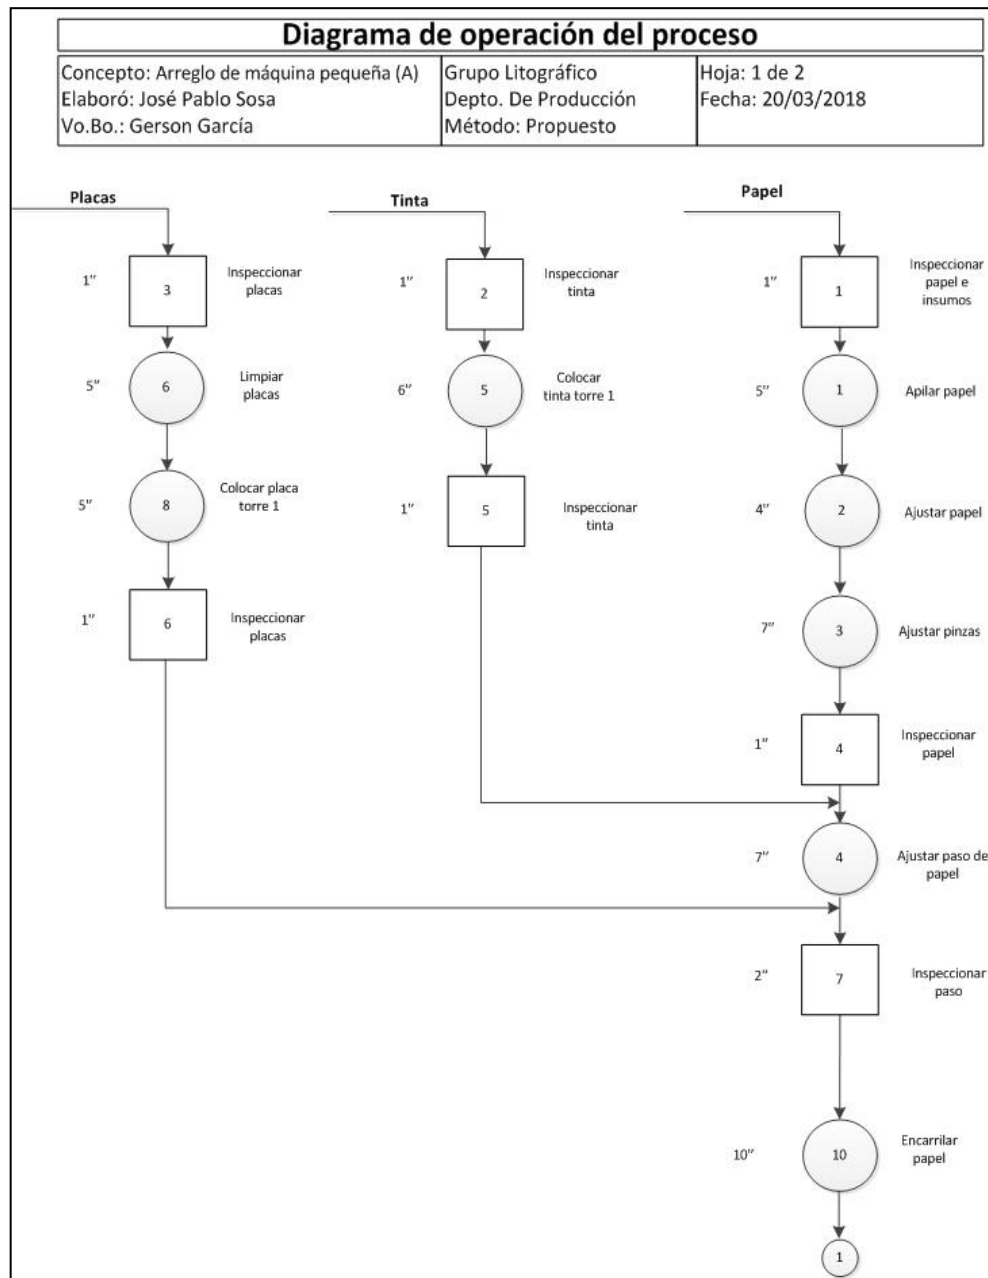 Diagrama de operación del proceso
Concepto: Arreglo de máquina pequeña (A)
Elaboró: José Pablo Sosa
Vo.Bo.: Gerson García
Grupo Litográfico
Depto. De Producción
Método: Propuesto
Hoja: 1 de 2
Fecha: 20/03/2018
Placas
1’’
3
Inspeccionar
placas
5’’
6
Limpiar
placas
5’’
8
Colocar placa
torre 1
1’’
6
Inspeccionar
placas
Tinta
1’’
2
Inspeccionar
tinta
6’’
5
Colocar
tinta torre 1
1’’
5
Inspeccionar
tinta
Papel
1’’
1
Inspeccionar
papel e
insumos
5’’
1
Apilar papel
4’’
2
Ajustar papel
7’’
3
Ajustar pinzas
1’’
4
Inspeccionar
papel
7’’
4
Ajustar paso de
papel
2’’
7
Inspeccionar
paso
10’’
10
Encarrilar
papel
1